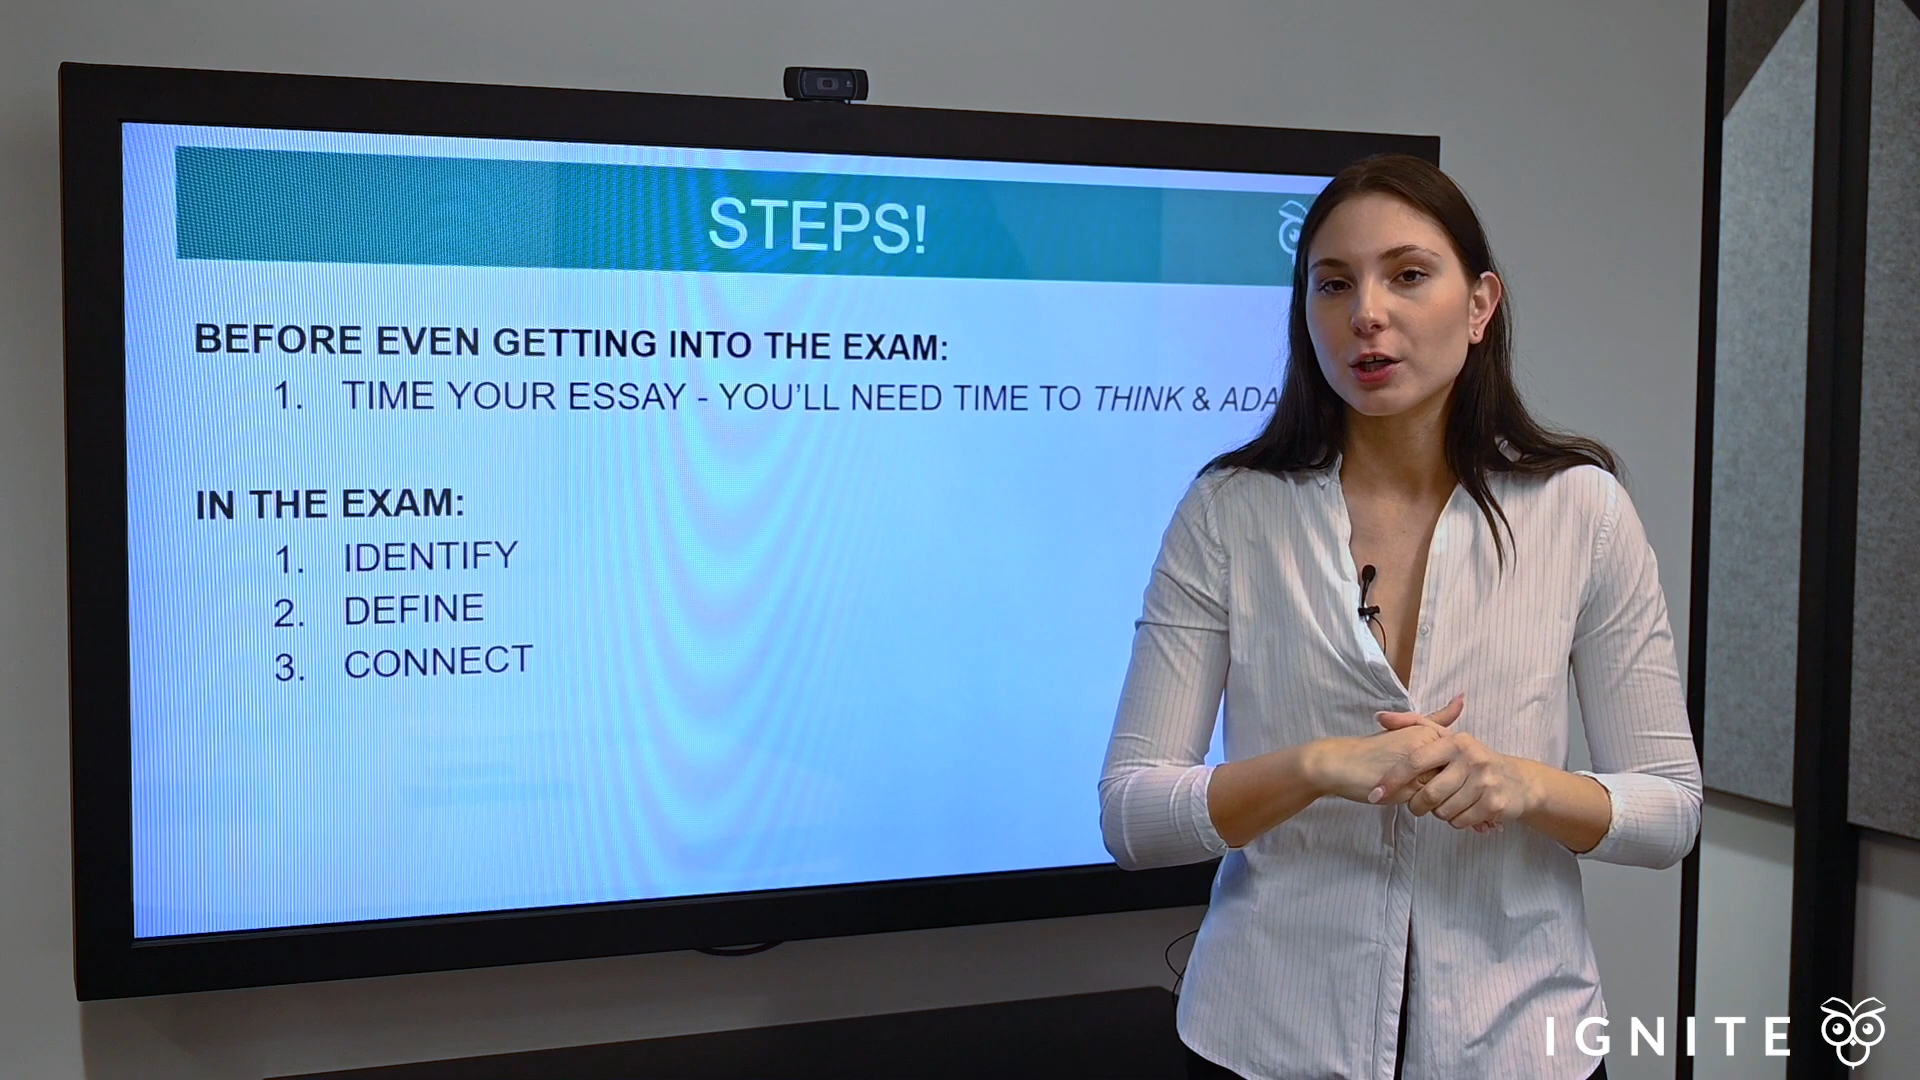 STEPS!
BEFORE EVEN GETTING INTO THE EXAM:
1. TIME YOUR ESSAY - YOU'LL NEED TIME TO THINK & ADA
IN THE EXAM:
1. IDENTIFY
2. DEFINE
3. CONNECT
IGNITE